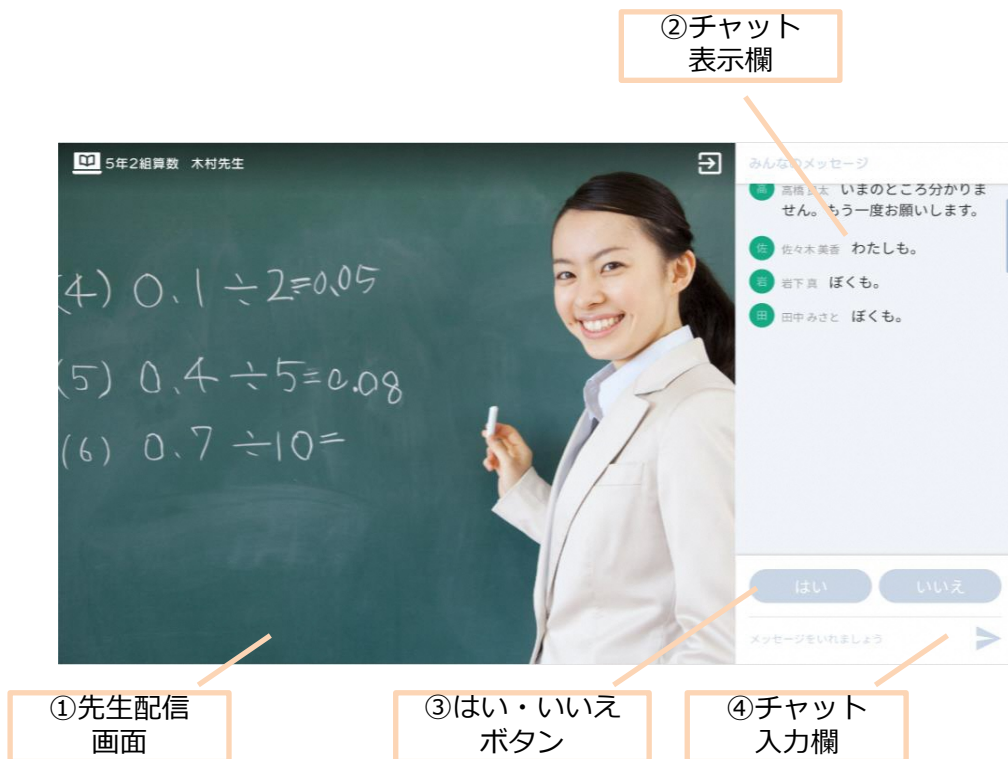 ②チャット
表示欄
5年2組算数 木村先生
みんなのメッセージ
高 高橋 いまのところ分かりま
せん。もう一度お願いします。
佐 佐々木 美香 わたしも。
岩 岩下 真 ぼくも。
田 田中 みさと ぼくも。
(4) 0.1÷2=0.05
(5) 0.4÷5=0.08
(6) 0.7÷10=
はい いいえ
メッセージをいれましょう
①先生配信
画面
③はい・いいえ
ボタン
④チャット
入力欄